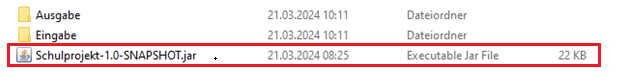 Ausgabe 21.03.2024 10:11 Dateiordner
Eingabe 21.03.2024 10:11 Dateiordner
Schulprojekt-1.0-SNAPSHOT.jar 21.03.2024 08:25 Executable Jar File 22 KB